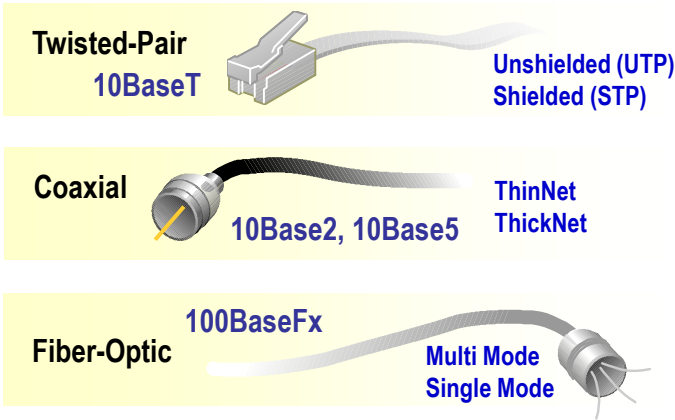 Twisted-Pair
10BaseT
Unshielded (UTP)
Shielded (STP)
Coaxial
10Base2, 10Base5
ThinNet
ThickNet
100BaseFx
Fiber-Optic
Multi Mode
Single Mode